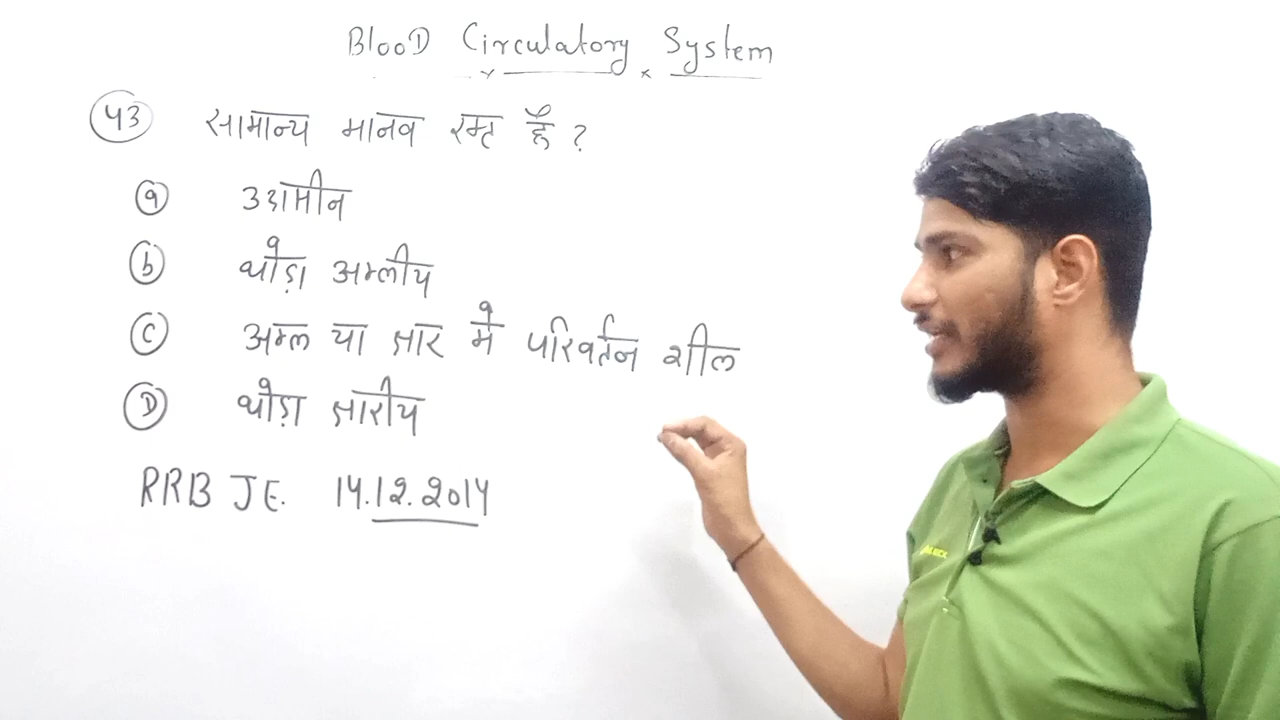 BlooD Circulatory System
43 सामान्य मानव रक्त है ?
a उदासीन
b थोड़ा अम्लीय
C अम्ल या क्षार में परिवर्तन शील
D थोड़ा क्षारीय
RRB JE. 14.12.2014